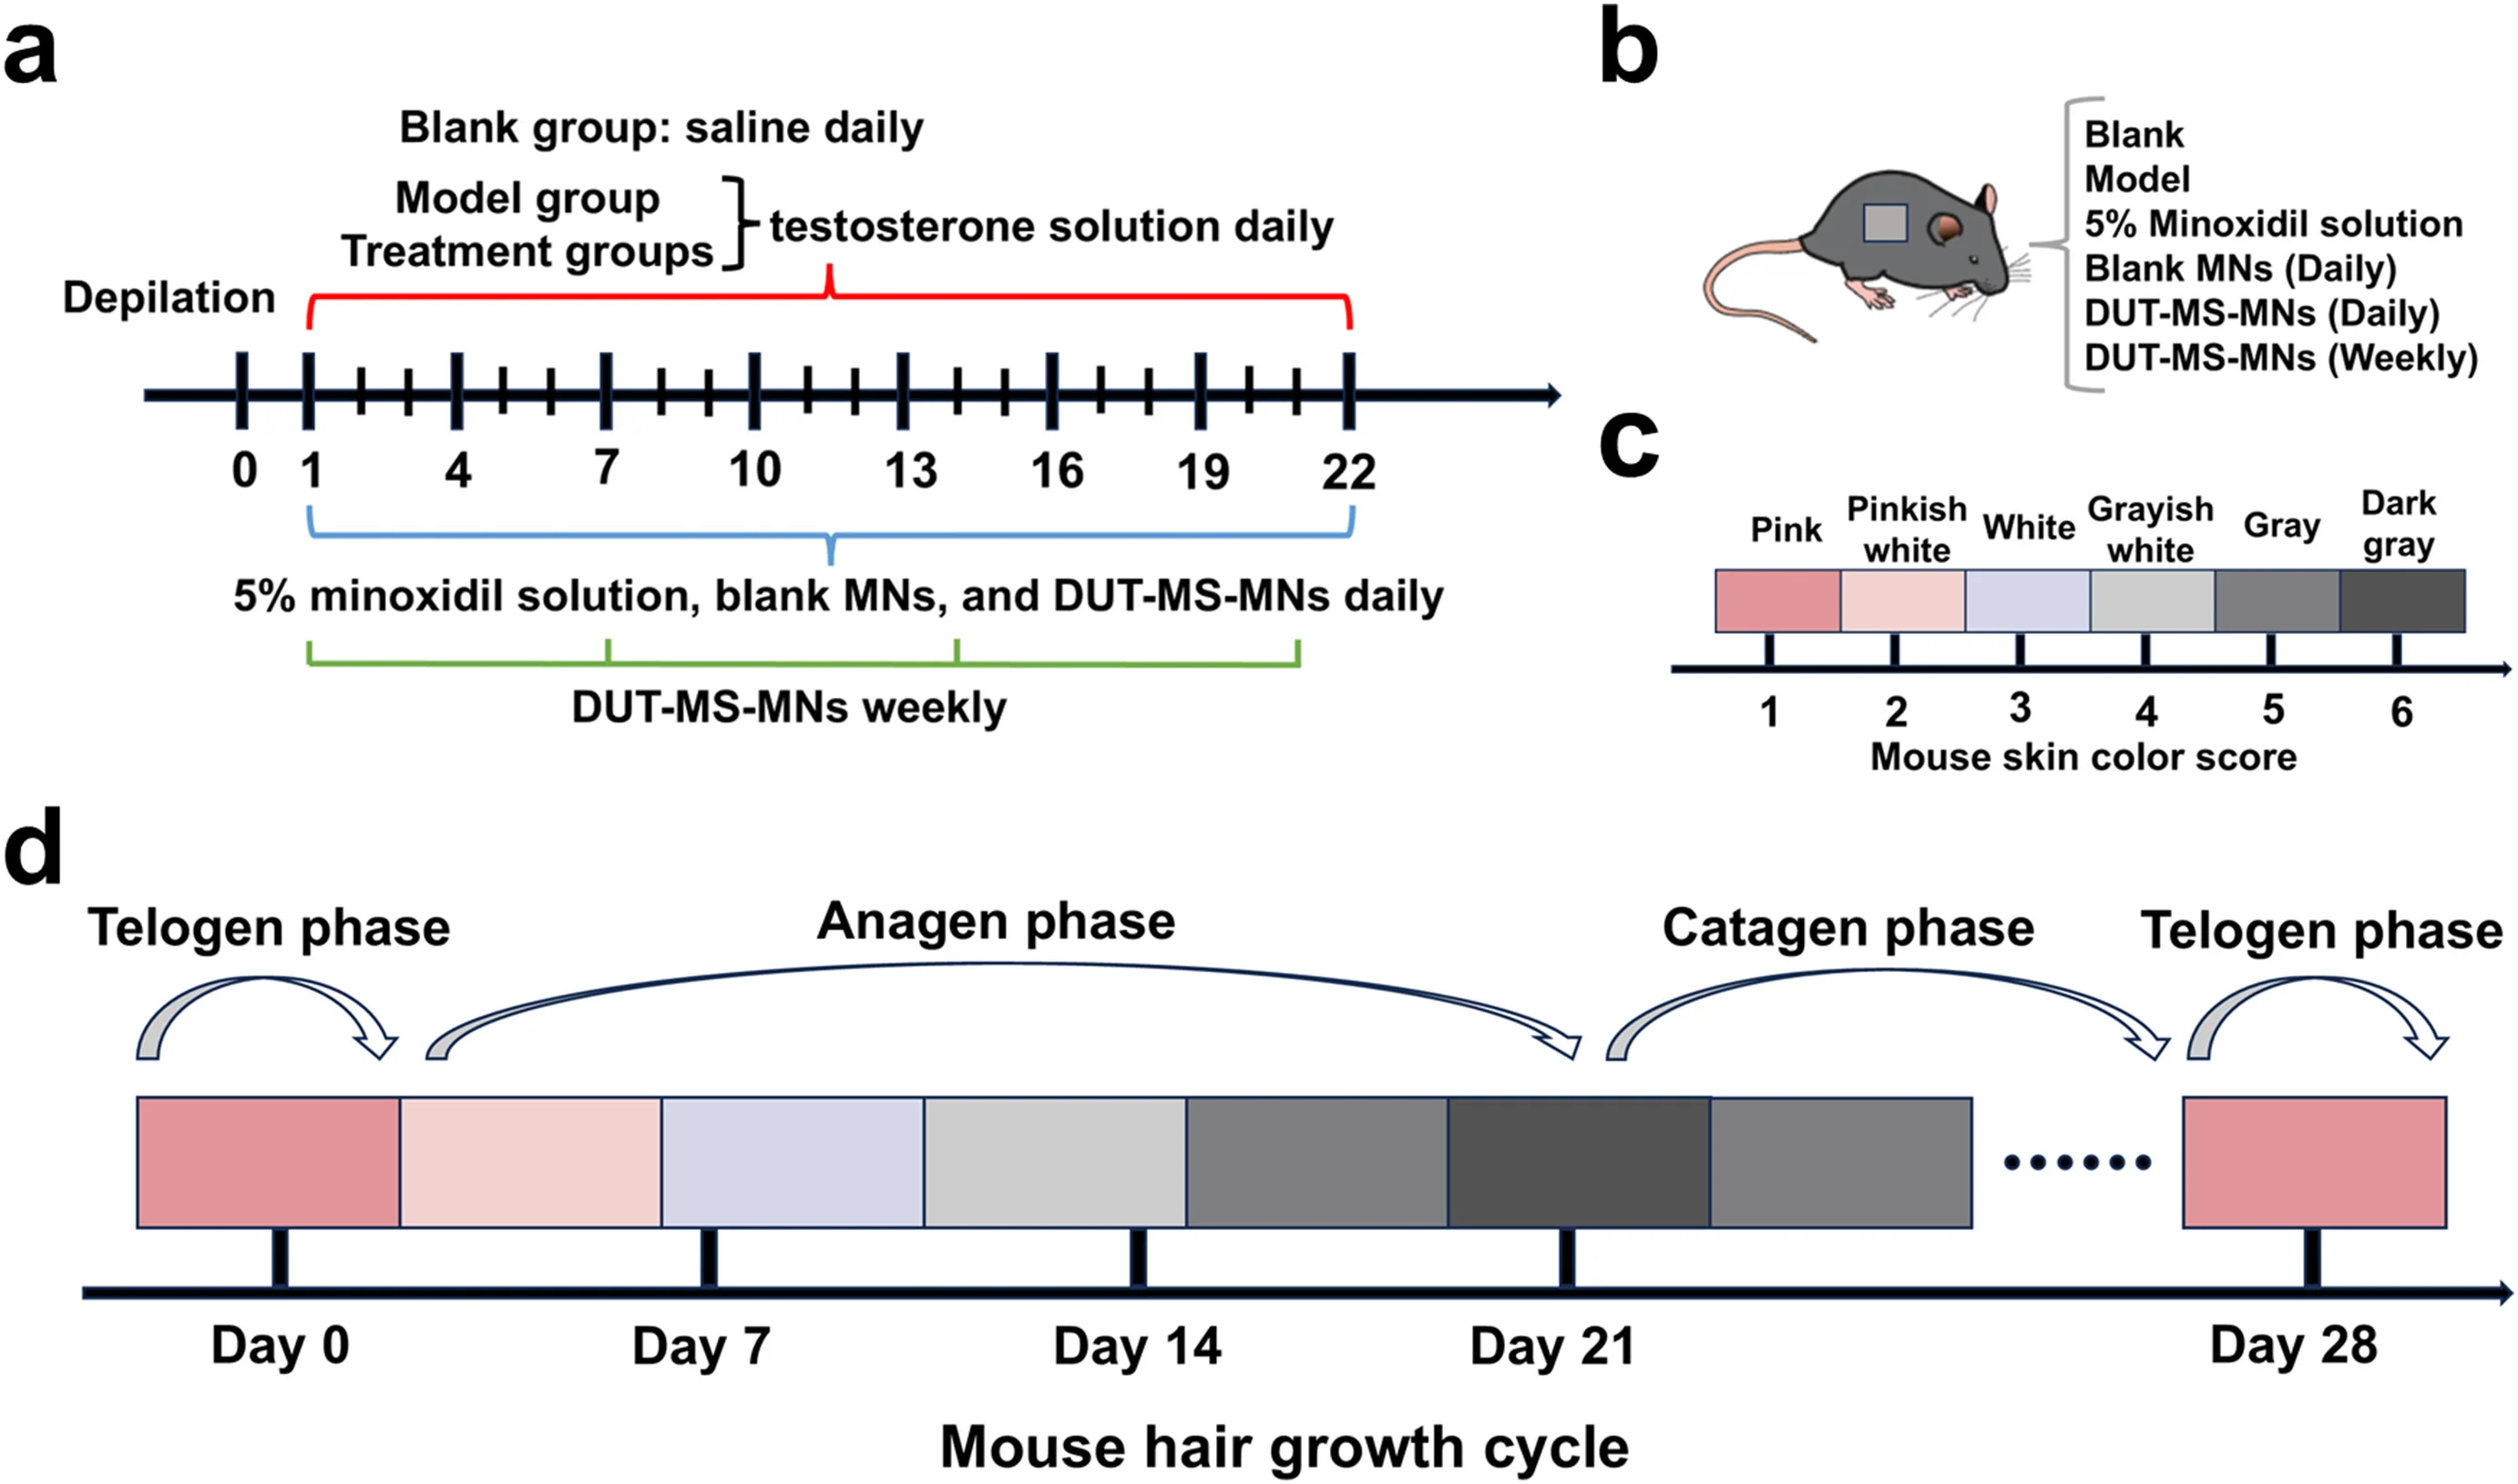 a
Blank group: saline daily
Model group
Treatment groups
testosterone solution daily
Depilation
0 1 4 7 10 13 16 19 22
5% minoxidil solution, blank MNs, and DUT-MS-MNs daily
DUT-MS-MNs weekly
b
Blank
Model
5% Minoxidil solution
Blank MNs (Daily)
DUT-MS-MNs (Daily)
DUT-MS-MNs (Weekly)
c
Pink
Pinkish
white
White
Grayish
white
Gray
Dark
gray
1 2 3 4 5 6
Mouse skin color score
d
Telogen phase
Anagen phase
Catagen phase
Telogen phase
Day 0
Day 7
Day 14
Day 21
Day 28
Mouse hair growth cycle